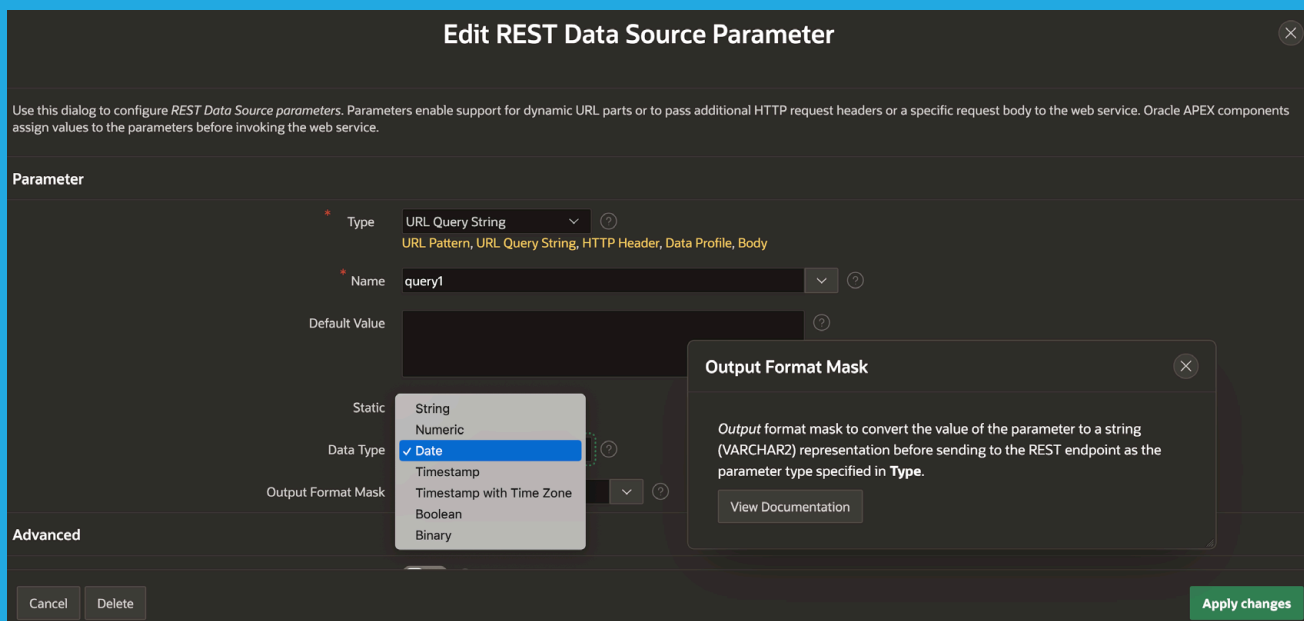 Edit REST Data Source Parameter
Use this dialog to configure REST Data Source parameters. Parameters enable support for dynamic URL parts or to pass additional HTTP request headers or a specific request body to the web service. Oracle APEX components
assign values to the parameters before invoking the web service.
Parameter
* Type URL Query String ?
URL Pattern, URL Query String, HTTP Header, Data Profile, Body
* Name query1 ?
Default Value ?
Static
Data Type ?
Output Format Mask ?
String
Numeric
✓ Date
Timestamp
Timestamp with Time Zone
Boolean
Binary
Output Format Mask
Output format mask to convert the value of the parameter to a string
(VARCHAR2) representation before sending to the REST endpoint as the
parameter type specified in Type.
View Documentation
Advanced
Cancel Delete Apply changes